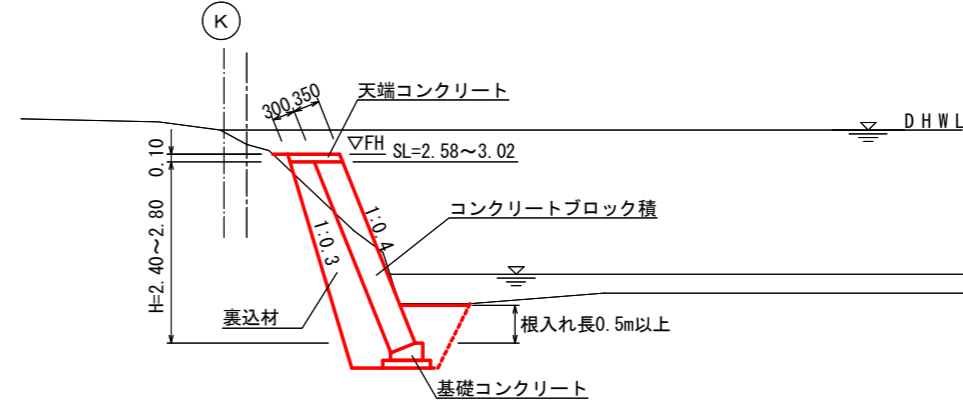 K
300
350
天端コンクリート
DHWL
▽FH
SL=2.58～3.02
0.10
H=2.40～2.80
1:0.3
1:0.4
コンクリートブロック積
裏込材
根入れ長0.5m以上
基礎コンクリート